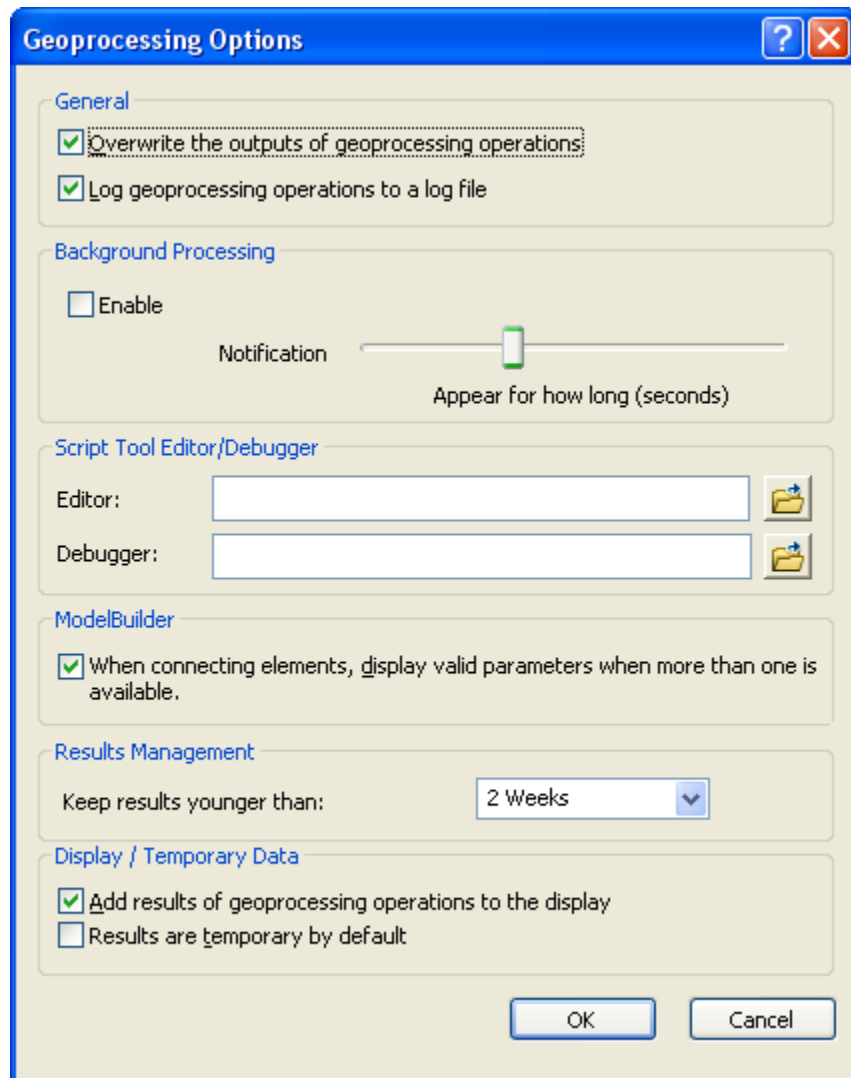 Geoprocessing Options
?
General
Overwrite the outputs of geoprocessing operations
Log geoprocessing operations to a log file
Background Processing
Enable
Notification
Appear for how long (seconds)
Script Tool Editor/Debugger
Editor:
Debugger:
ModelBuilder
When connecting elements, display valid parameters when more than one is
available.
Results Management
Keep results younger than: 2 Weeks
Display / Temporary Data
Add results of geoprocessing operations to the display
Results are temporary by default
OK Cancel